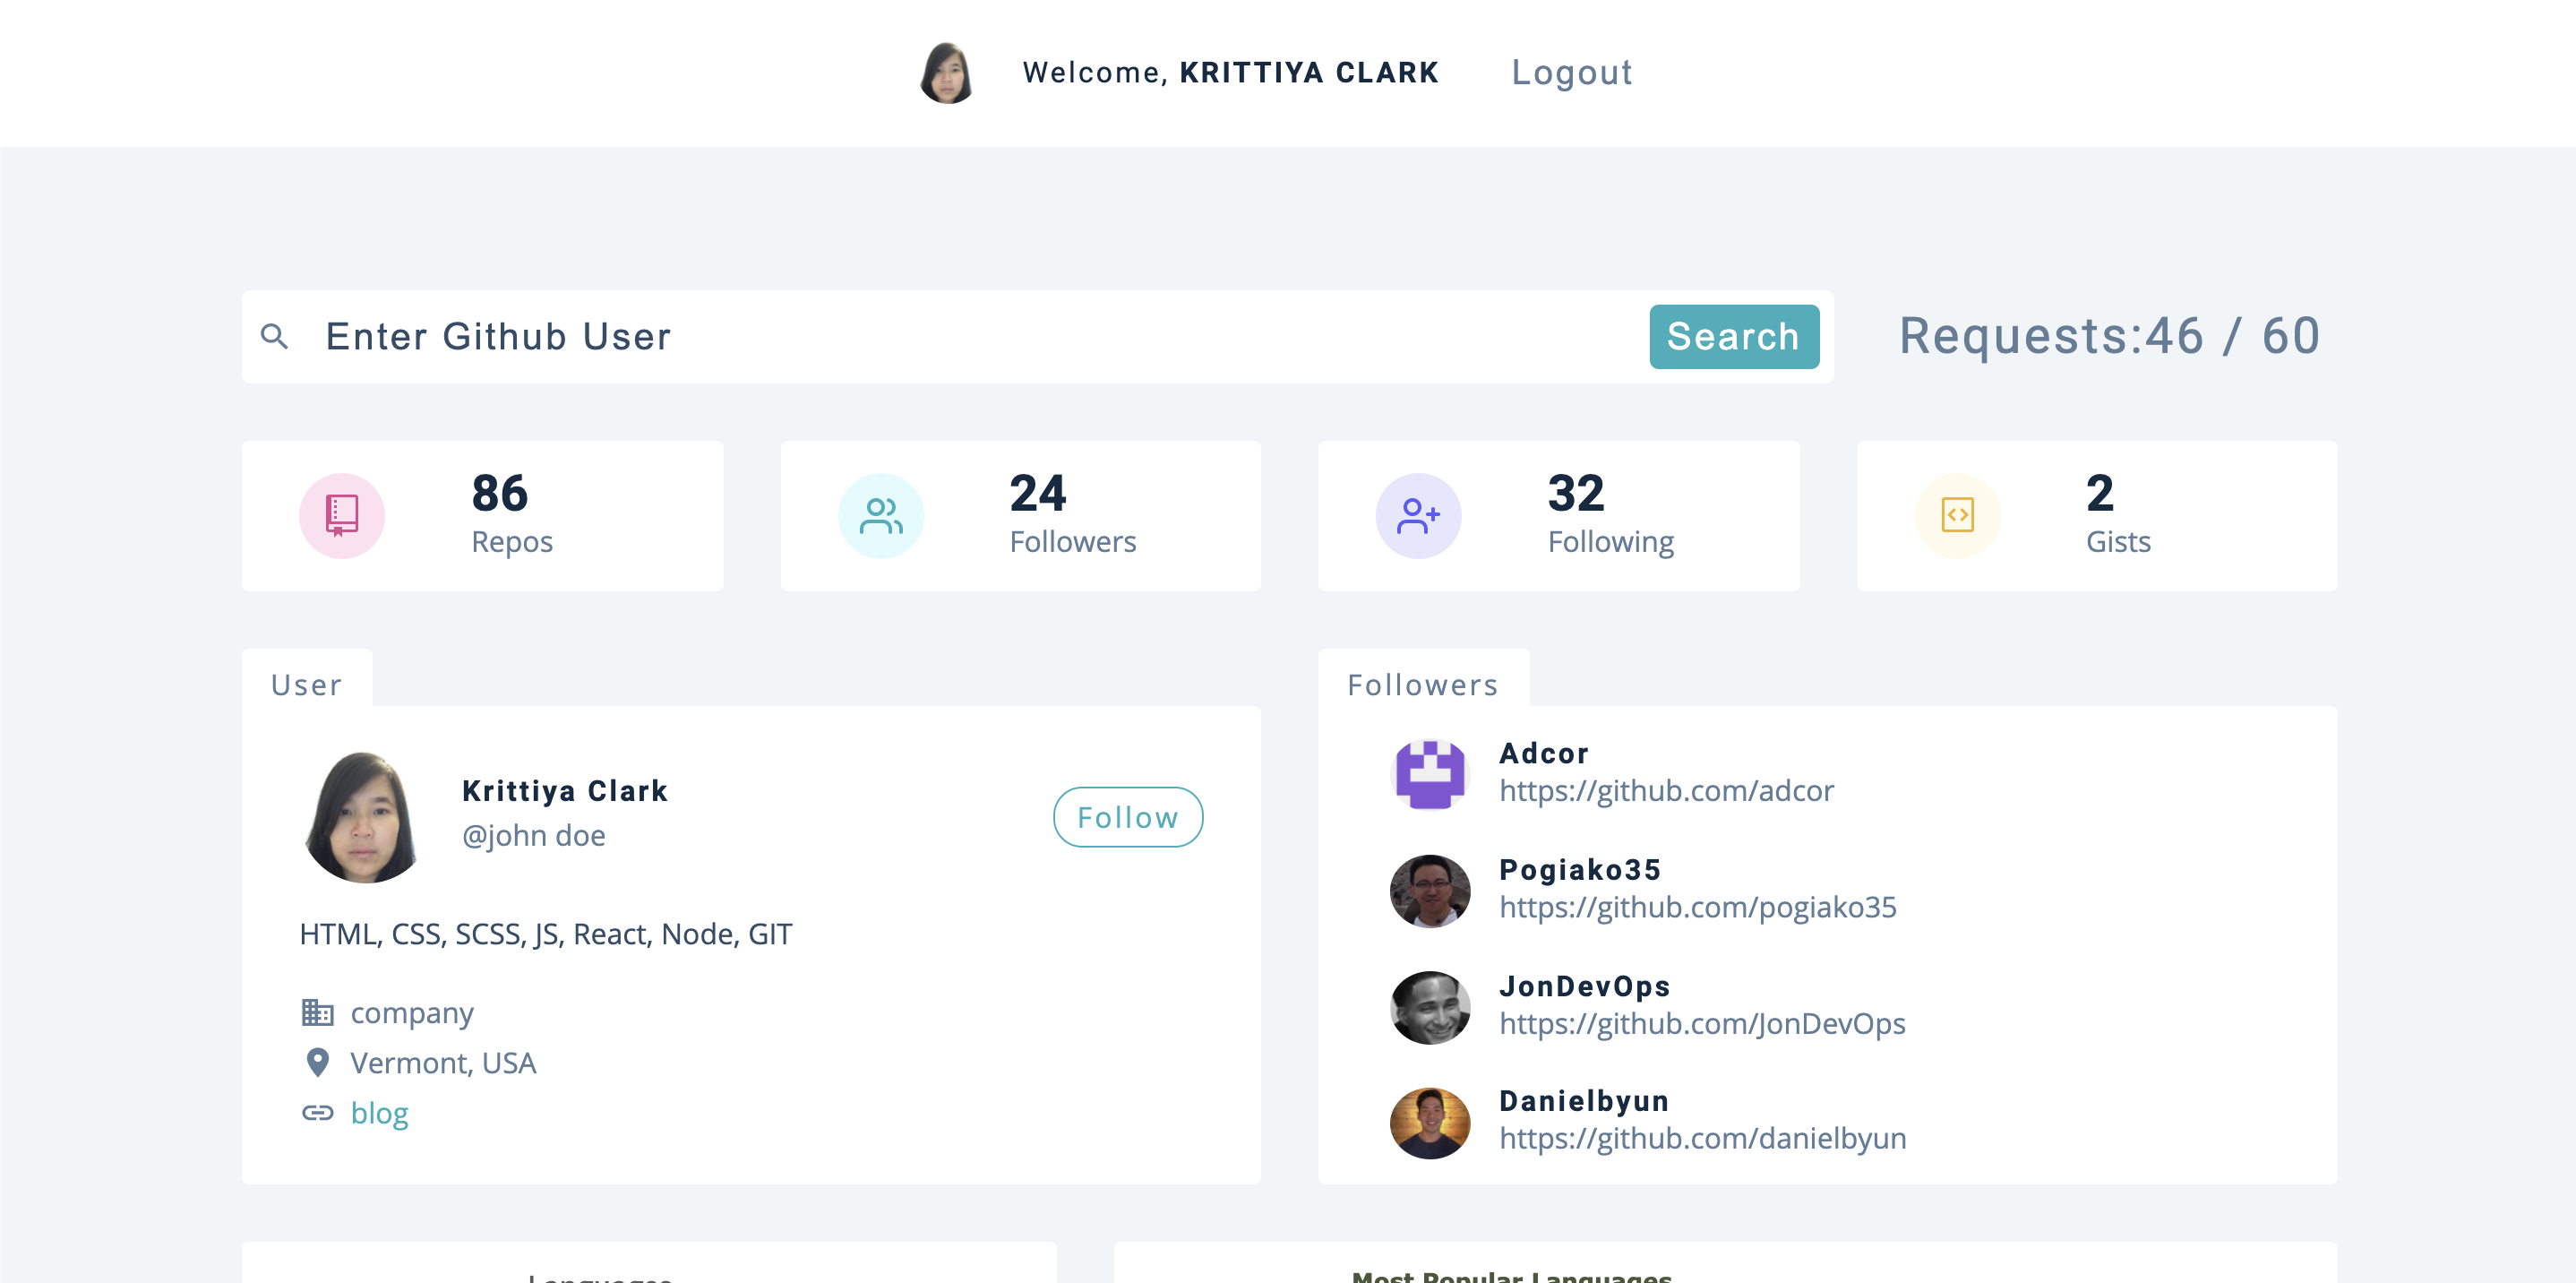 Welcome, KRITTIYA CLARK Logout
Enter Github User Search Requests:46 / 60
86
Repos
24
Followers
32
Following
2
Gists
User
Krittiya Clark
@john doe
Follow
HTML, CSS, SCSS, JS, React, Node, GIT
company
Vermont, USA
blog
Followers
Adcor
https://github.com/adcor
Pogiako35
https://github.com/pogiako35
JonDevOps
https://github.com/JonDevOps
Danielbyun
https://github.com/danielbyun
Languages
Most Popular Languages